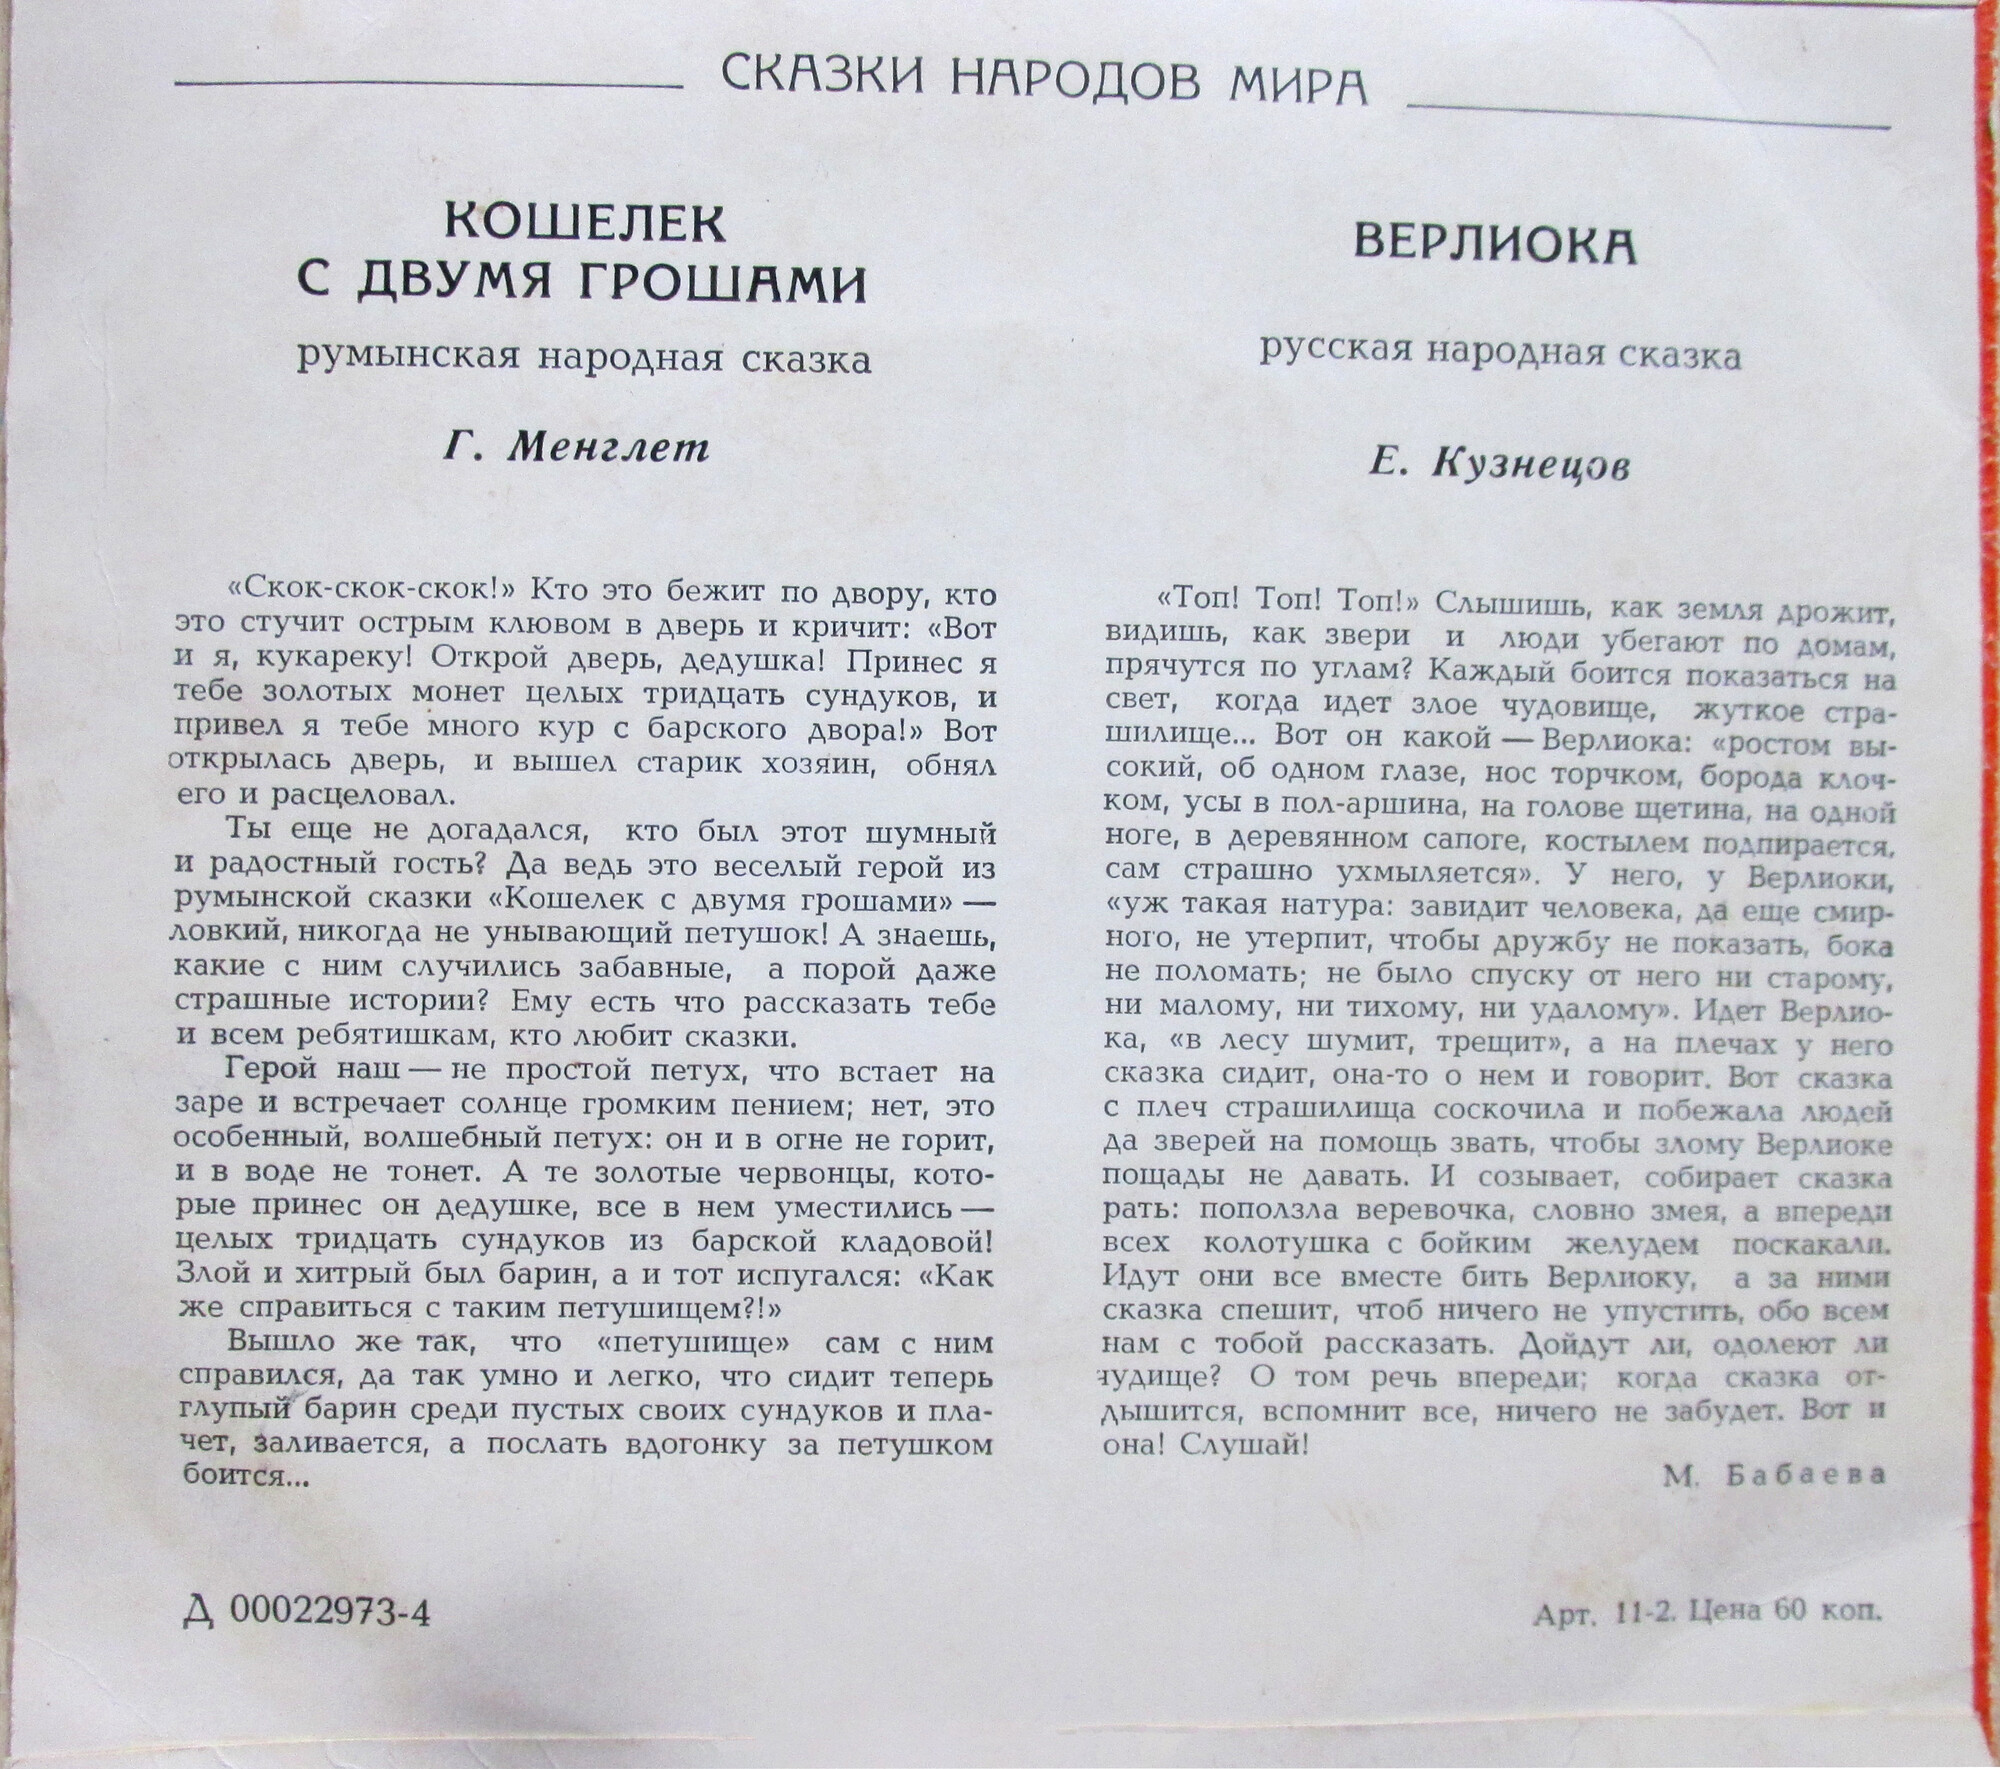 СКАЗКИ НАРОДОВ МИРА
КОШЕЛЕК
С ДВУМЯ ГРОШАМИ
румынская народная сказка
Г. Менглет
«Скок-скок-скок!» Кто это бежит по двору, кто
это стучит острым клювом в дверь и кричит: «Вот
и я, кукареку! Открой дверь, дедушка! Принес я
тебе золотых монет целых тридцать сундуков, и
привел я тебе много кур с барского двора!» Вот
открылась дверь, и вышел старик хозяин, обнял
его и расцеловал.
Ты еще не догадался, кто был этот шумный
и радостный гость? Да ведь это веселый герой из
румынской сказки «Кошелек с двумя грошами» —
ловкий, никогда не унывающий петушок! А знаешь,
какие с ним случились забавные, а порой даже
страшные истории? Ему есть что рассказать тебе
и всем ребятишкам, кто любит сказки.
Герой наш — не простой петух, что встает на
заре и встречает солнце громким пением; нет, это
особенный, волшебный петух: он и в огне не горит,
и в воде не тонет. А те золотые червонцы, кото-
рые принес он дедушке, все в нем уместились —
целых тридцать сундуков из барской кладовой!
Злой и хитрый был барин, а и тот испугался: «Как
же справиться с таким петушищем?!»
Вышло же так, что «петушище» сам с ним
справился, да так умно и легко, что сидит теперь
глупый барин среди пустых своих сундуков и пла-
чет, заливается, а послать вдогонку за петушком
боится...
Д 00022973-4
ВЕРЛИОКА
русская народная сказка
Е. Кузнецов
«Топ! Топ! Топ!» Слышишь, как земля дрожит,
видишь, как звери и люди убегают по домам,
прячутся по углам? Каждый боится показаться на
свет, когда идет злое чудовище, жуткое стра-
шилище... Вот он какой — Верлиока: «ростом вы-
сокий, об одном глазе, нос торчком, борода клоч-
ком, усы в пол-аршина, на голове щетина, на одной
ноге, в деревянном сапоге, костылем подпирается,
сам страшно ухмыляется». У него, у Верлиоки,
«уж такая натура: завидит человека, да еще смир-
ного, не утерпит, чтобы дружбу не показать, бока
не поломать; не было спуску от него ни старому,
ни малому, ни тихому, ни удалому». Идет Верлио-
ка, «в лесу шумит, трещит», а на плечах у него
сказка сидит, она-то о нем и говорит. Вот сказка
с плеч страшилища соскочила и побежала людей
да зверей на помощь звать, чтобы злому Верлиоке
пощады не давать. И созывает, собирает сказка
рать: поползла веревочка, словно змея, а впереди
всех колотушка с бойким желудем поскакали.
Идут они все вместе бить Верлиоку, а за ними
сказка спешит, чтоб ничего не упустить, обо всем
нам с тобой рассказать. Дойдут ли, одолеют ли
чудище? О том речь впереди; когда сказка от-
дышится, вспомнит все, ничего не забудет. Вот и
она! Слушай!
М. Бабаева
Арт. 11-2. Цена 60 коп.